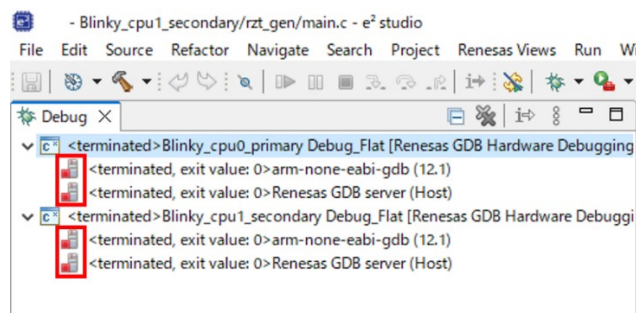 - Blinky_cpu1_secondary/rzt_gen/main.c - e² studio
File Edit Source Refactor Navigate Search Project Renesas Views Run
Debug
<terminated>Blinky_cpu0_primary Debug_Flat [Renesas GDB Hardware Debugging
<terminated, exit value: 0>arm-none-eabi-gdb (12.1)
<terminated, exit value: 0>Renesas GDB server (Host)
<terminated>Blinky_cpu1_secondary Debug_Flat [Renesas GDB Hardware Debuggi
<terminated, exit value: 0>arm-none-eabi-gdb (12.1)
<terminated, exit value: 0>Renesas GDB server (Host)